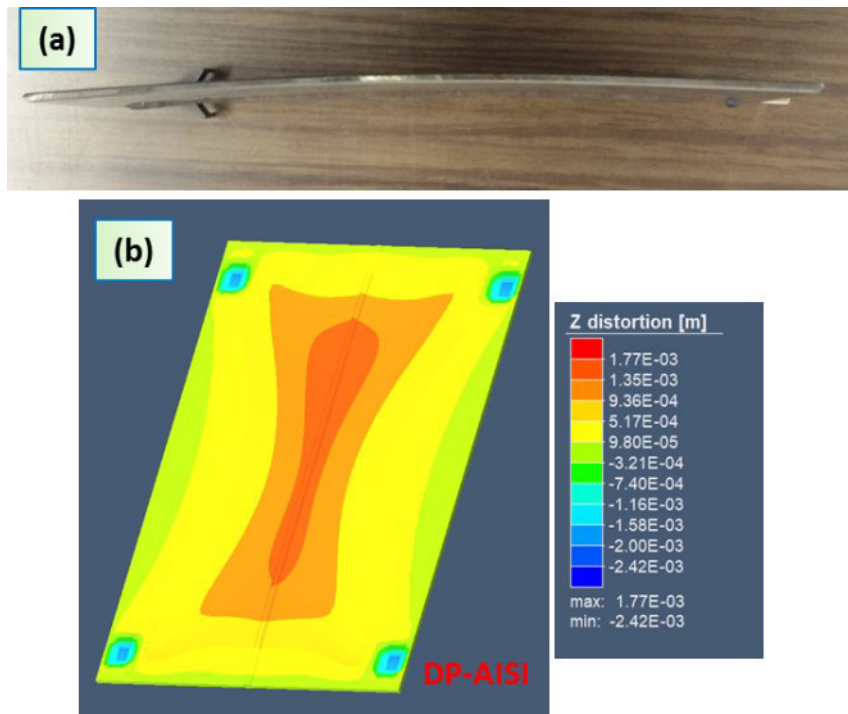 (a)
(b)
DP-AISI
Z distortion [m]
1.77E-03
1.35E-03
9.36E-04
5.17E-04
9.80E-05
-3.21E-04
-7.40E-04
-1.16E-03
-1.58E-03
-2.00E-03
-2.42E-03
max: 1.77E-03
min: -2.42E-03